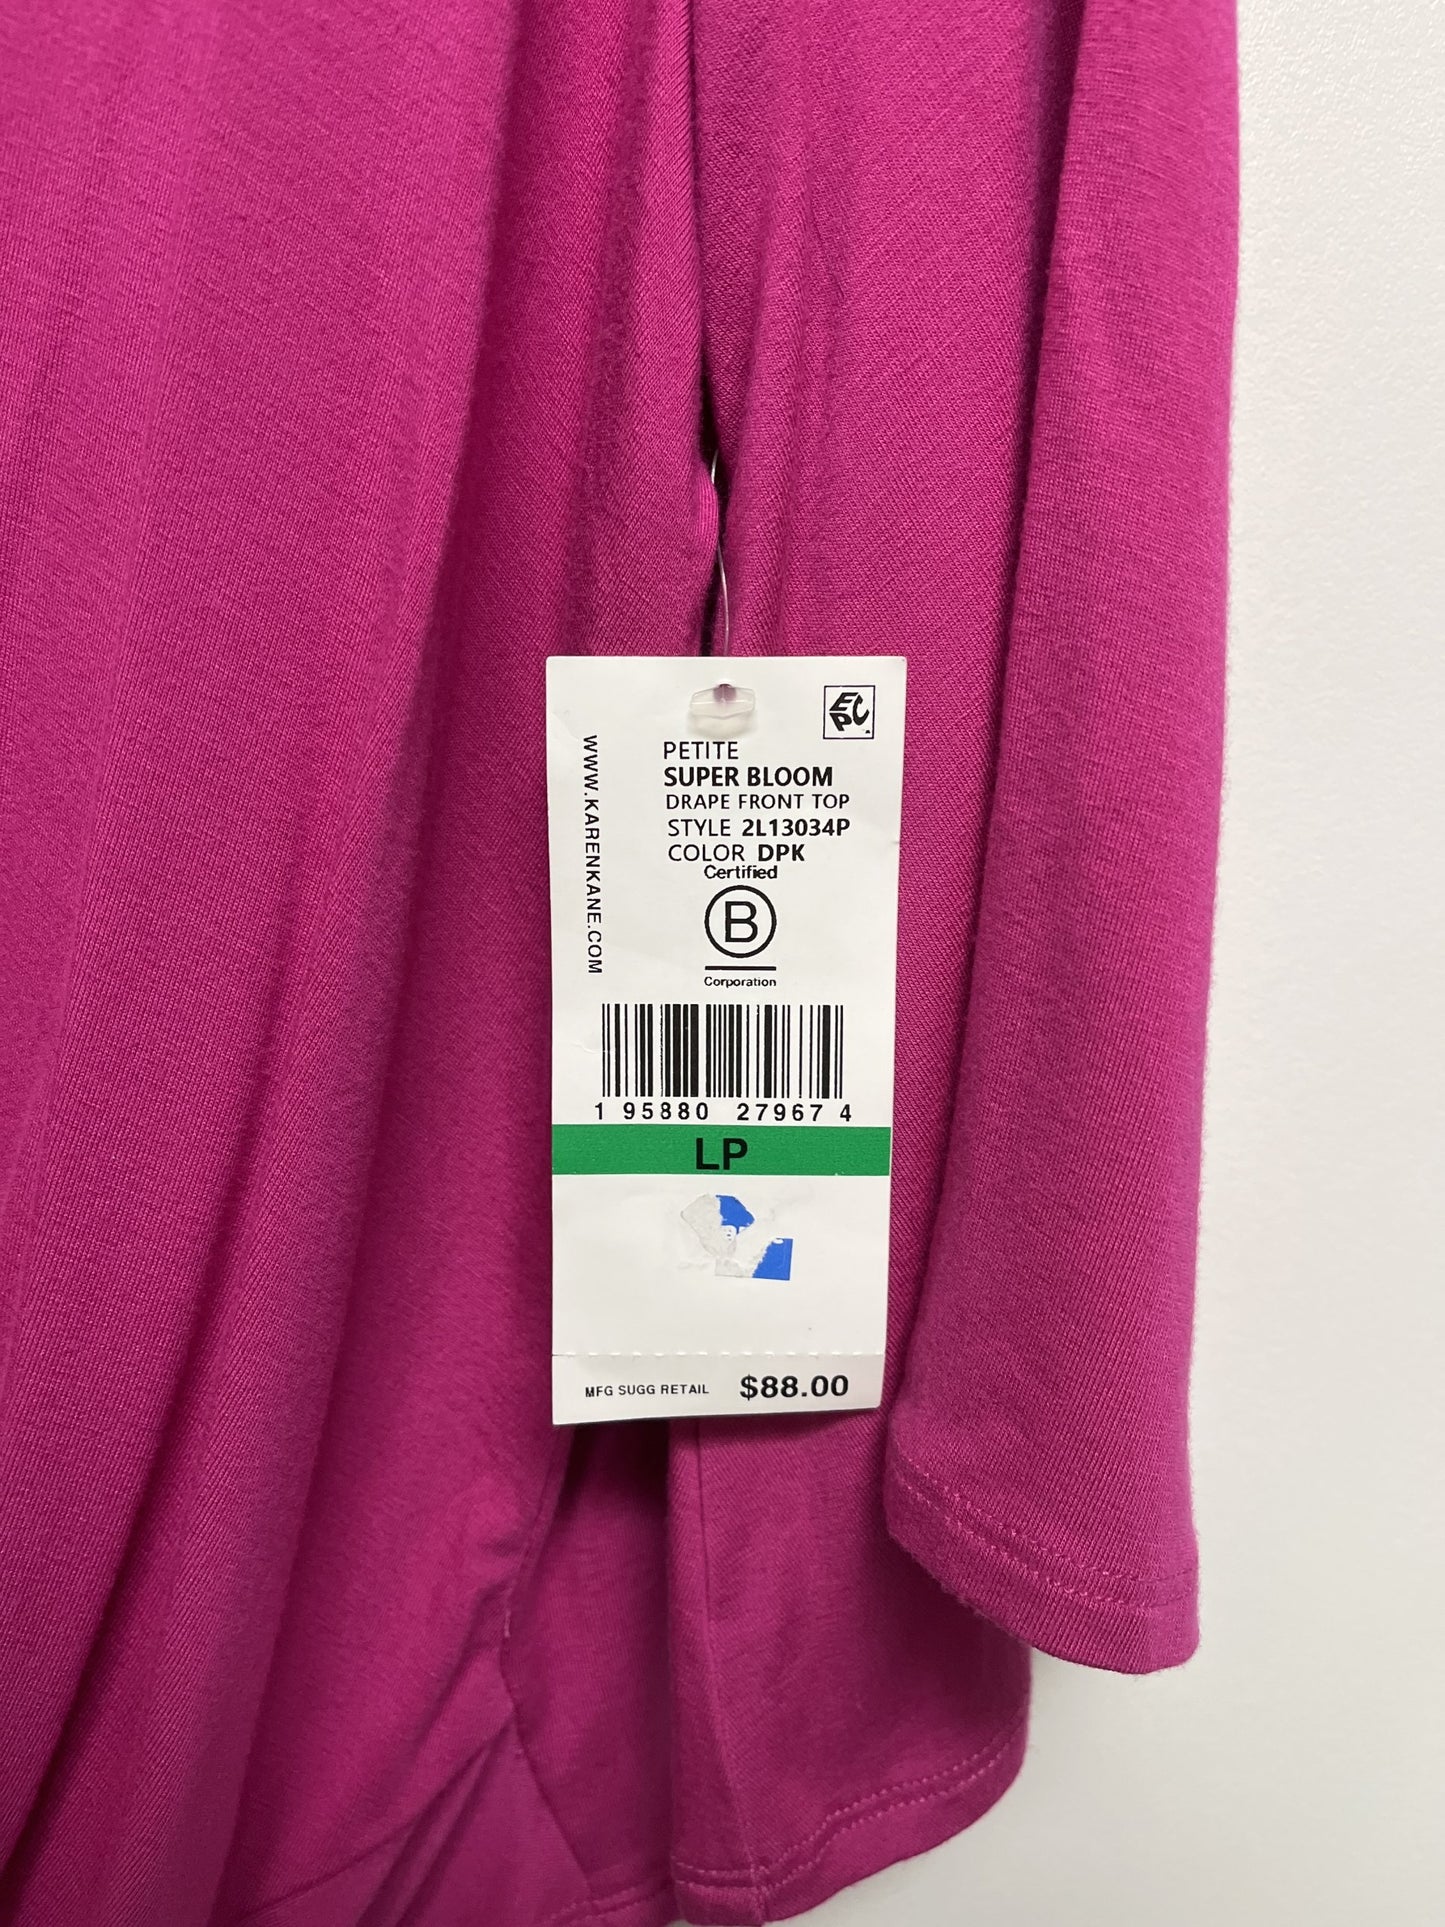 EPC
WWW.KARENKANE.COM
PETITE
SUPER BLOOM
DRAPE FRONT TOP
STYLE 2L13034P
COLOR DPK
Certified
B
Corporation
1 95880 27967 4
LP
MFG SUGG RETAIL $88.00